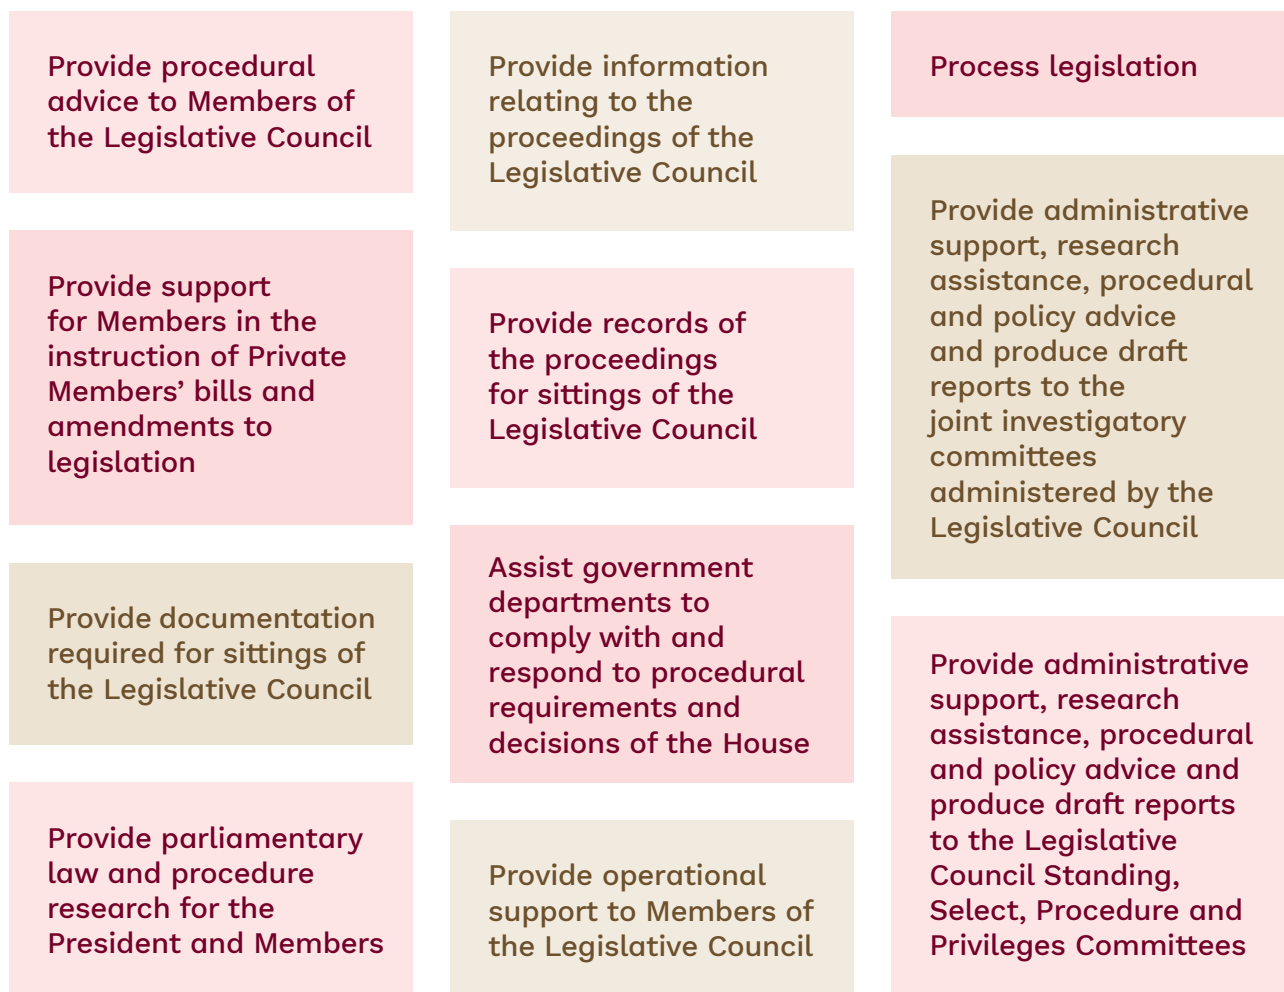 Provide procedural
advice to Members of
the Legislative Council
Provide support
for Members in the
instruction of Private
Members’ bills and
amendments to
legislation
Provide documentation
required for sittings of
the Legislative Council
Provide parliamentary
law and procedure
research for the
President and Members
Provide information
relating to the
proceedings of the
Legislative Council
Provide records of
the proceedings
for sittings of the
Legislative Council
Assist government
departments to
comply with and
respond to procedural
requirements and
decisions of the House
Provide operational
support to Members of
the Legislative Council
Process legislation
Provide administrative
support, research
assistance, procedural
and policy advice
and produce draft
reports to the
joint investigatory
committees
administered by the
Legislative Council
Provide administrative
support, research
assistance, procedural
and policy advice and
produce draft reports
to the Legislative
Council Standing,
Select, Procedure and
Privileges Committees